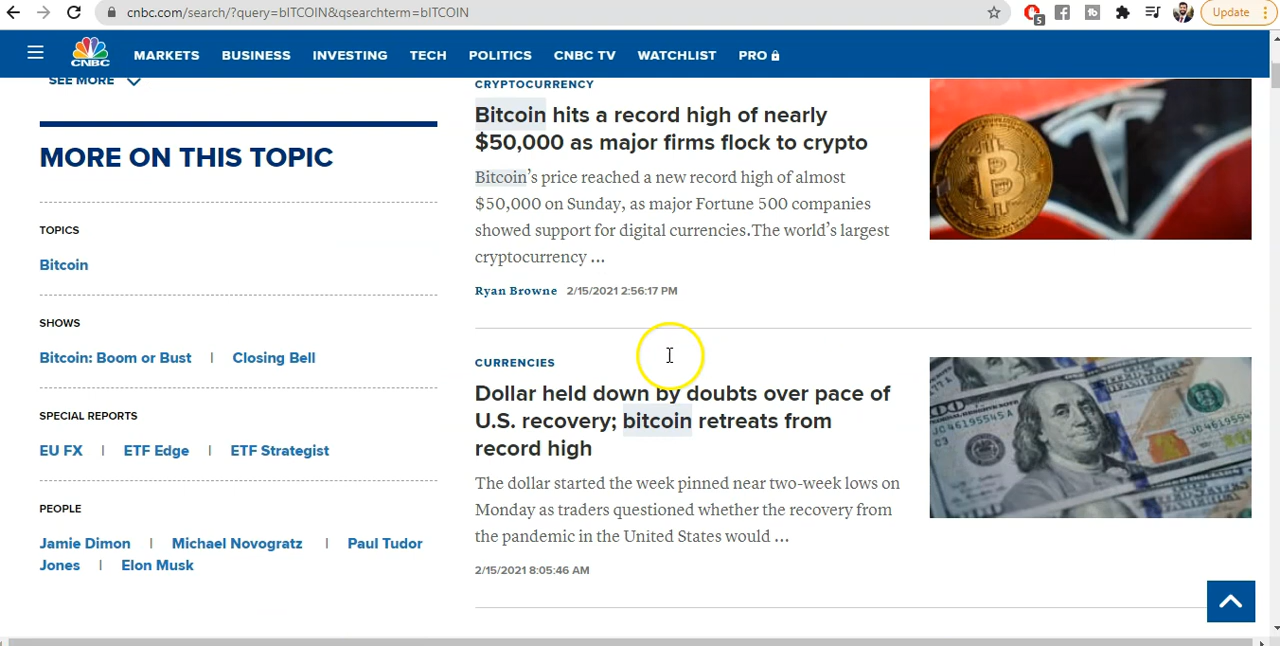 cnbc.com/search/?query=bITCOIN&qsearchterm=bITCOIN
5
Update
CNBC
MARKETS BUSINESS INVESTING TECH POLITICS CNBC TV WATCHLIST PRO
SEE MORE
MORE ON THIS TOPIC
TOPICS
Bitcoin
SHOWS
Bitcoin: Boom or Bust | Closing Bell
SPECIAL REPORTS
EU FX | ETF Edge | ETF Strategist
PEOPLE
Jamie Dimon | Michael Novogratz | Paul Tudor
Jones | Elon Musk
CRYPTOCURRENCY
Bitcoin hits a record high of nearly
$50,000 as major firms flock to crypto
Bitcoin’s price reached a new record high of almost
$50,000 on Sunday, as major Fortune 500 companies
showed support for digital currencies.The world’s largest
cryptocurrency ...
Ryan Browne 2/15/2021 2:56:17 PM
CURRENCIES
Dollar held down by doubts over pace of
U.S. recovery; bitcoin retreats from
record high
The dollar started the week pinned near two-week lows on
Monday as traders questioned whether the recovery from
the pandemic in the United States would ...
2/15/2021 8:05:46 AM